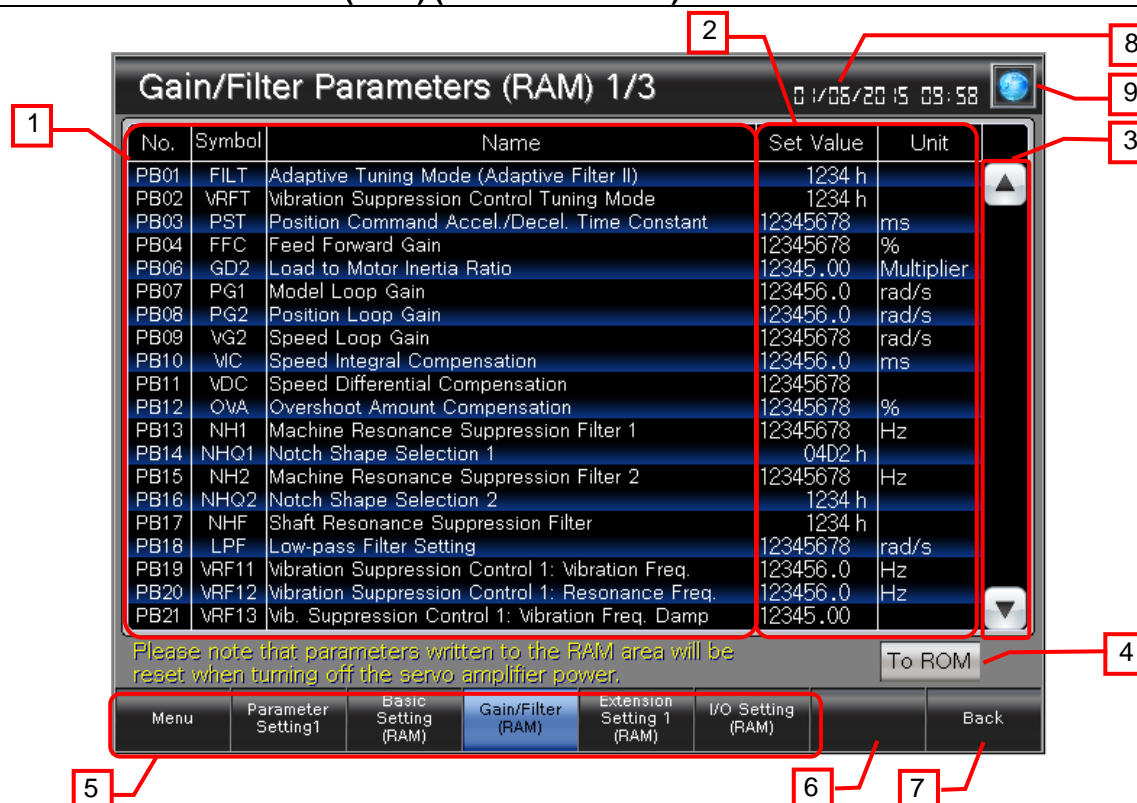 2
8
Gain/Filter Parameters (RAM) 1/3 01/06/2015 09:58
9
1
3
No. Symbol Name Set Value Unit
PB01 FILT Adaptive Tuning Mode (Adaptive Filter II) 1234 h
PB02 VRFT Vibration Suppression Control Tuning Mode 1234 h
PB03 PST Position Command Accel./Decel. Time Constant 12345678 ms
PB04 FFC Feed Forward Gain 12345678 %
PB06 GD2 Load to Motor Inertia Ratio 12345.00 Multiplier
PB07 PG1 Model Loop Gain 123456.0 rad/s
PB08 PG2 Position Loop Gain 123456.0 rad/s
PB09 VG2 Speed Loop Gain 12345678 rad/s
PB10 VIC Speed Integral Compensation 123456.0 ms
PB11 VDC Speed Differential Compensation 12345678
PB12 OVA Overshoot Amount Compensation 12345678 %
PB13 NH1 Machine Resonance Suppression Filter 1 12345678 Hz
PB14 NHQ1 Notch Shape Selection 1 04D2 h
PB15 NH2 Machine Resonance Suppression Filter 2 12345678 Hz
PB16 NHQ2 Notch Shape Selection 2 1234 h
PB17 NHF Shaft Resonance Suppression Filter 1234 h
PB18 LPF Low-pass Filter Setting 12345678 rad/s
PB19 VRF11 Vibration Suppression Control 1: Vibration Freq. 123456.0 Hz
PB20 VRF12 Vibration Suppression Control 1: Resonance Freq. 123456.0 Hz
PB21 VRF13 Vib. Suppression Control 1: Vibration Freq. Damp 12345.00
Please note that parameters written to the RAM area will be
reset when turning off the servo amplifier power.
To ROM
4
Menu
Parameter
Setting1
Basic
Setting
(RAM)
Gain/Filter
(RAM)
Extension
Setting 1
(RAM)
I/O Setting
(RAM)
Back
5
6
7